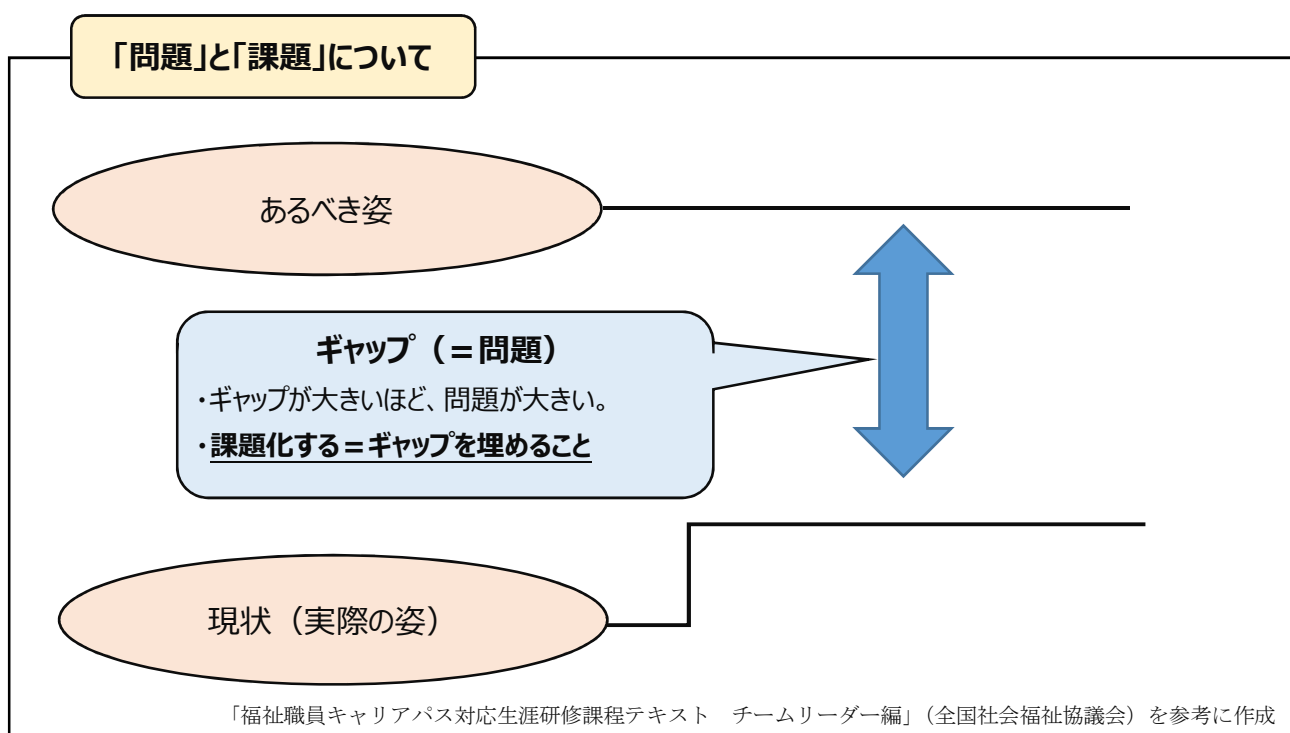 「問題」と「課題」について
あるべき姿
ギャップ（=問題）
・ギャップが大きいほど、問題が大きい。
・課題化する=ギャップを埋めること
現状（実際の姿）
「福祉職員キャリアパス対応生涯研修課程テキスト　チームリーダー編」（全国社会福祉協議会）を参考に作成